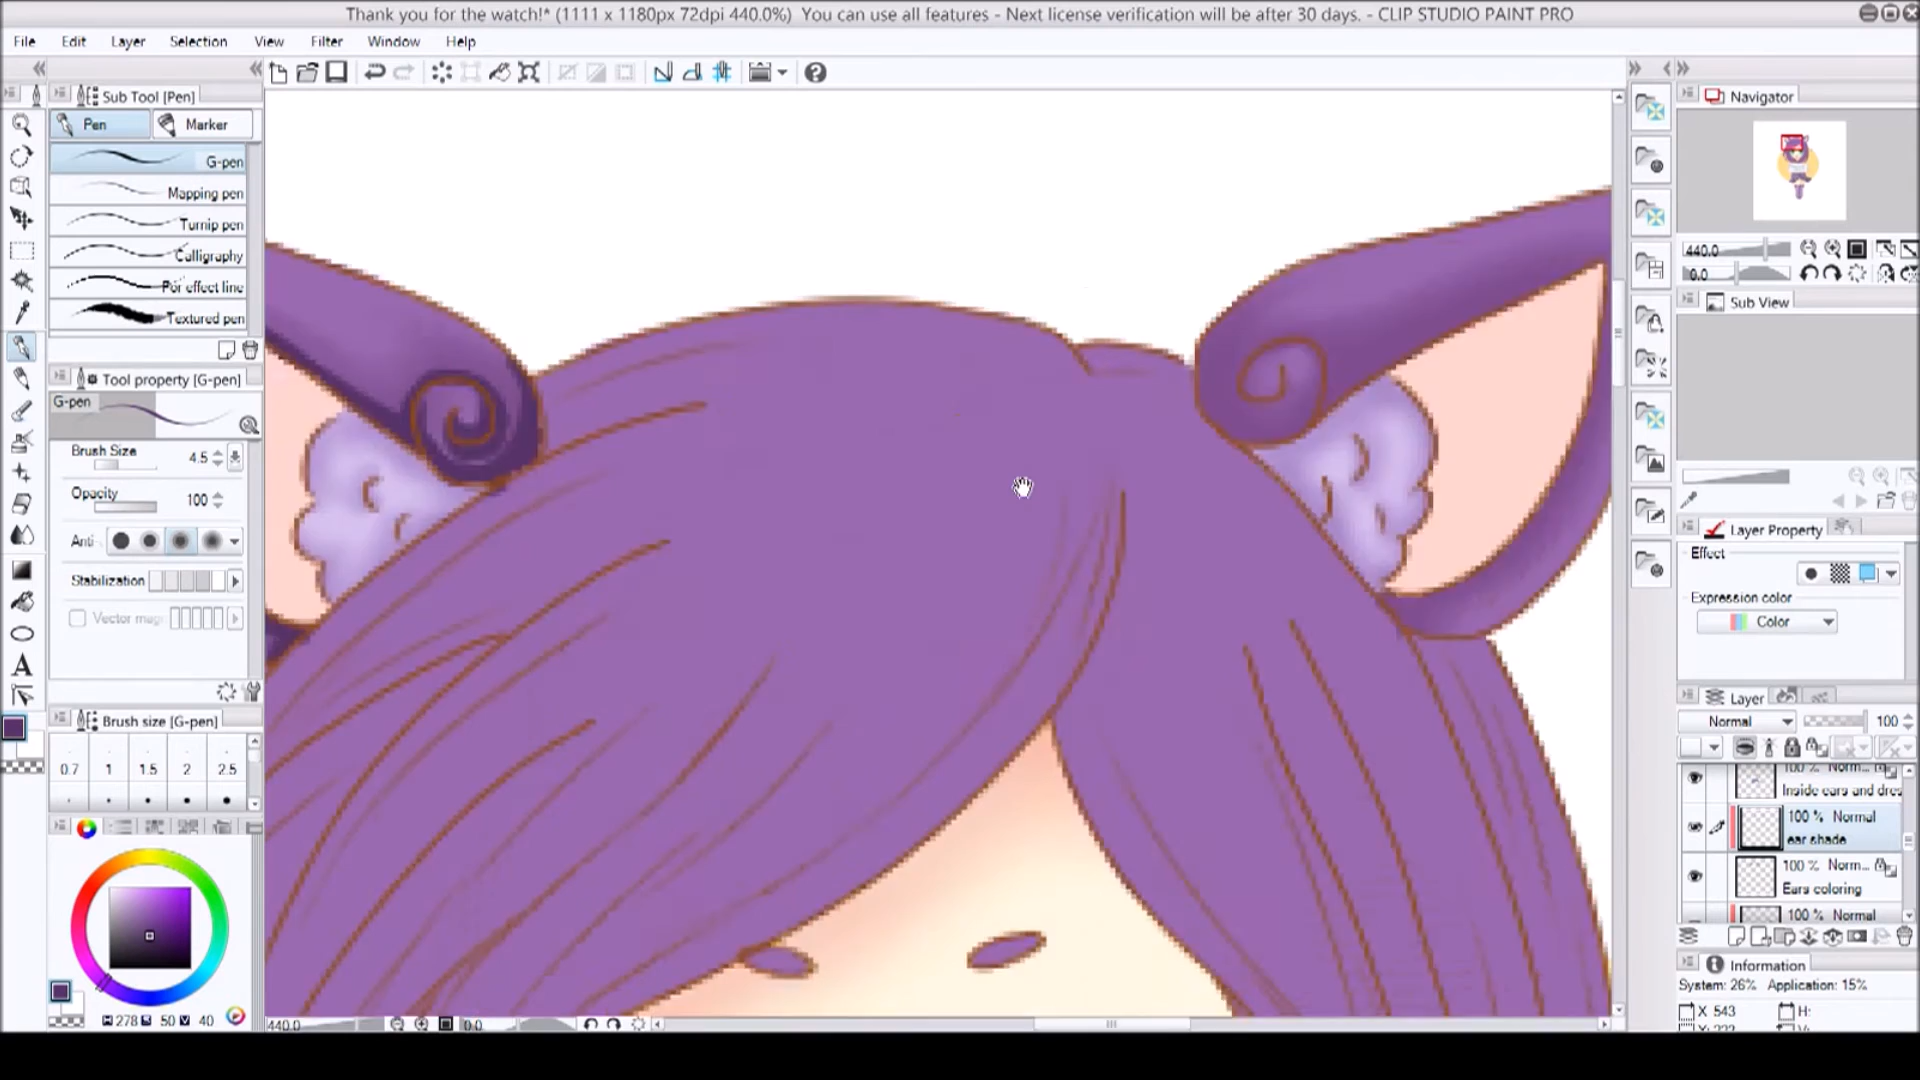 Thank you for the watch!* (1111 x 1180px 72dpi 440.0%) You can use all features - Next license verification will be after 30 days. - CLIP STUDIO PAINT PRO
File Edit Layer Selection View Filter Window Help
Sub Tool [Pen]
Pen Marker
G-pen
Mapping pen
Turnip pen
Calligraphy
For effect line
Textured pen
Tool property [G-pen]
G-pen
Brush Size 4.5
Opacity 100
Anti-
Stabilization
Vector mag
Brush size [G-pen]
0.7 1 1.5 2 2.5
278 S 50 V 40
440.0 0.0
Navigator
440.0
0.0
Sub View
Layer Property
Effect
Expression color
Color
Layer
Normal 100
100 % Norm...
Inside ears and dres
100 % Normal
ear shade
100 % Norm...
Ears coloring
100 % Normal
Information
System: 26% Application: 15%
X 543 H: